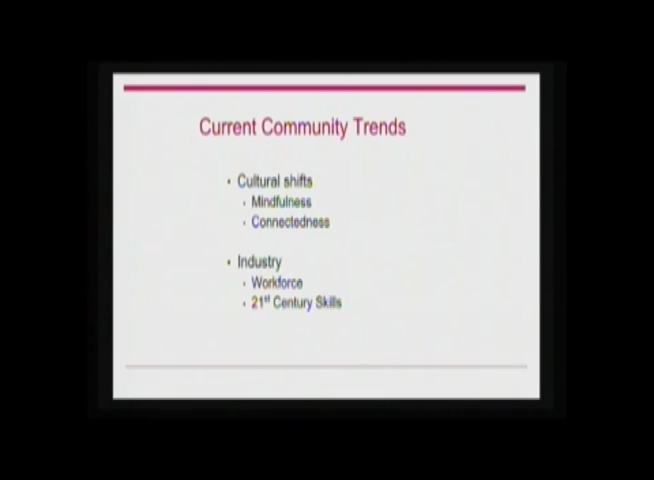 Current Community Trends
• Cultural shifts
• Mindfulness
• Connectedness
• Industry
• Workforce
• 21st Century Skills